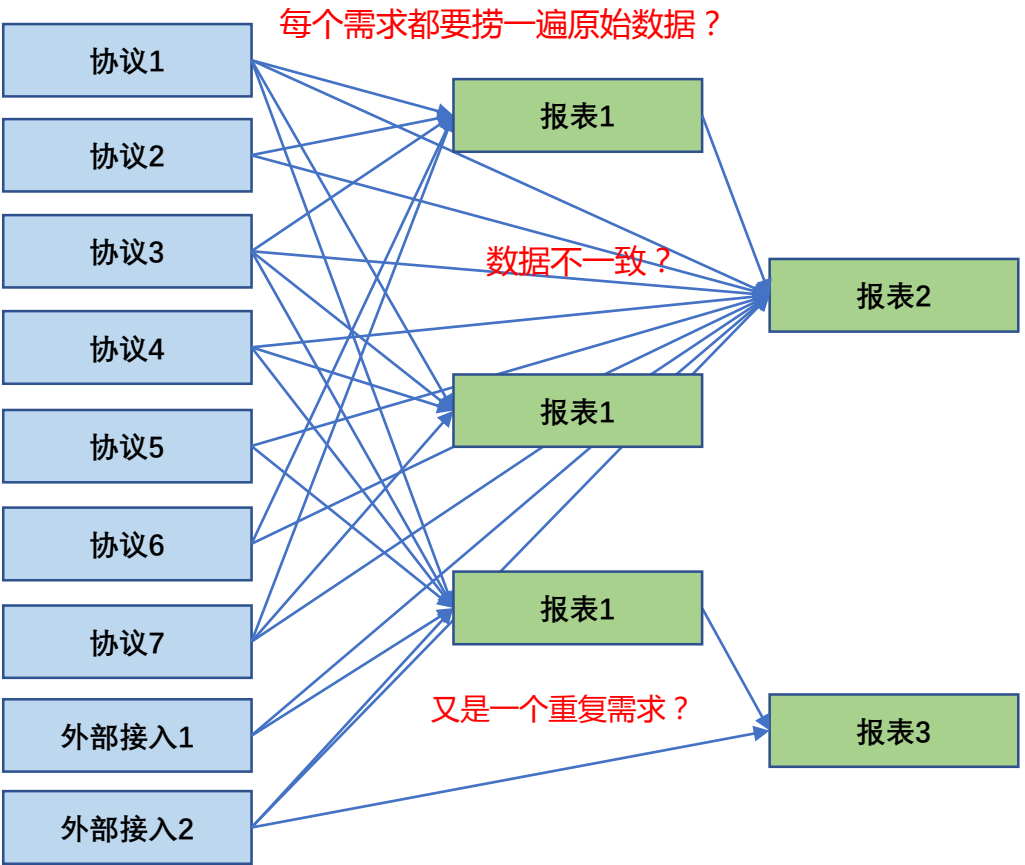 每个需求都要捞一遍原始数据？
协议1
协议2
协议3
协议4
协议5
协议6
协议7
外部接入1
外部接入2
报表1
数据不一致？
报表1
报表1
又是一个重复需求？
报表2
报表3